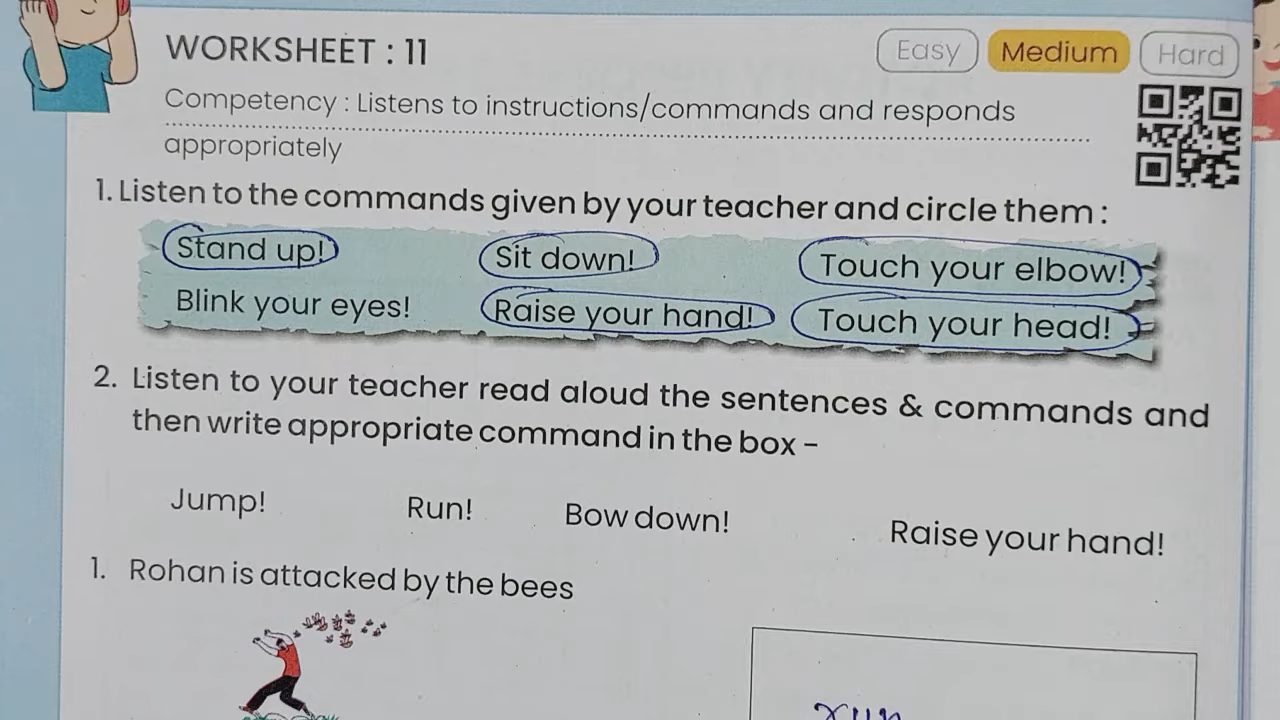 WORKSHEET : 11
Easy Medium Hard
Competency : Listens to instructions/commands and responds
appropriately
1. Listen to the commands given by your teacher and circle them :
Stand up! Sit down! Touch your elbow!
Blink your eyes! Raise your hand! Touch your head!
2. Listen to your teacher read aloud the sentences & commands and
then write appropriate command in the box -
Jump! Run! Bow down! Raise your hand!
1. Rohan is attacked by the bees
run